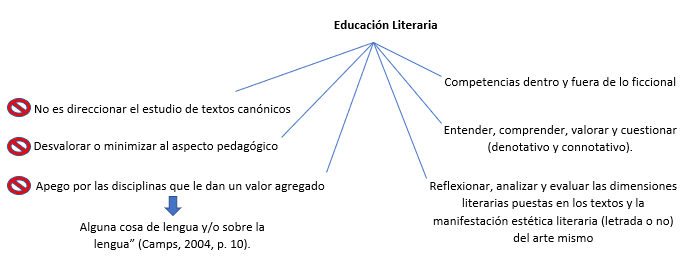 Educación Literaria
No es direccionar el estudio de textos canónicos
Desvalorar o minimizar al aspecto pedagógico
Apego por las disciplinas que le dan un valor agregado
Alguna cosa de lengua y/o sobre la
lengua” (Camps, 2004, p. 10).
Competencias dentro y fuera de lo ficcional
Entender, comprender, valorar y cuestionar
(denotativo y connotativo).
Reflexionar, analizar y evaluar las dimensiones
literarias puestas en los textos y la
manifestación estética literaria (letrada o no)
del arte mismo